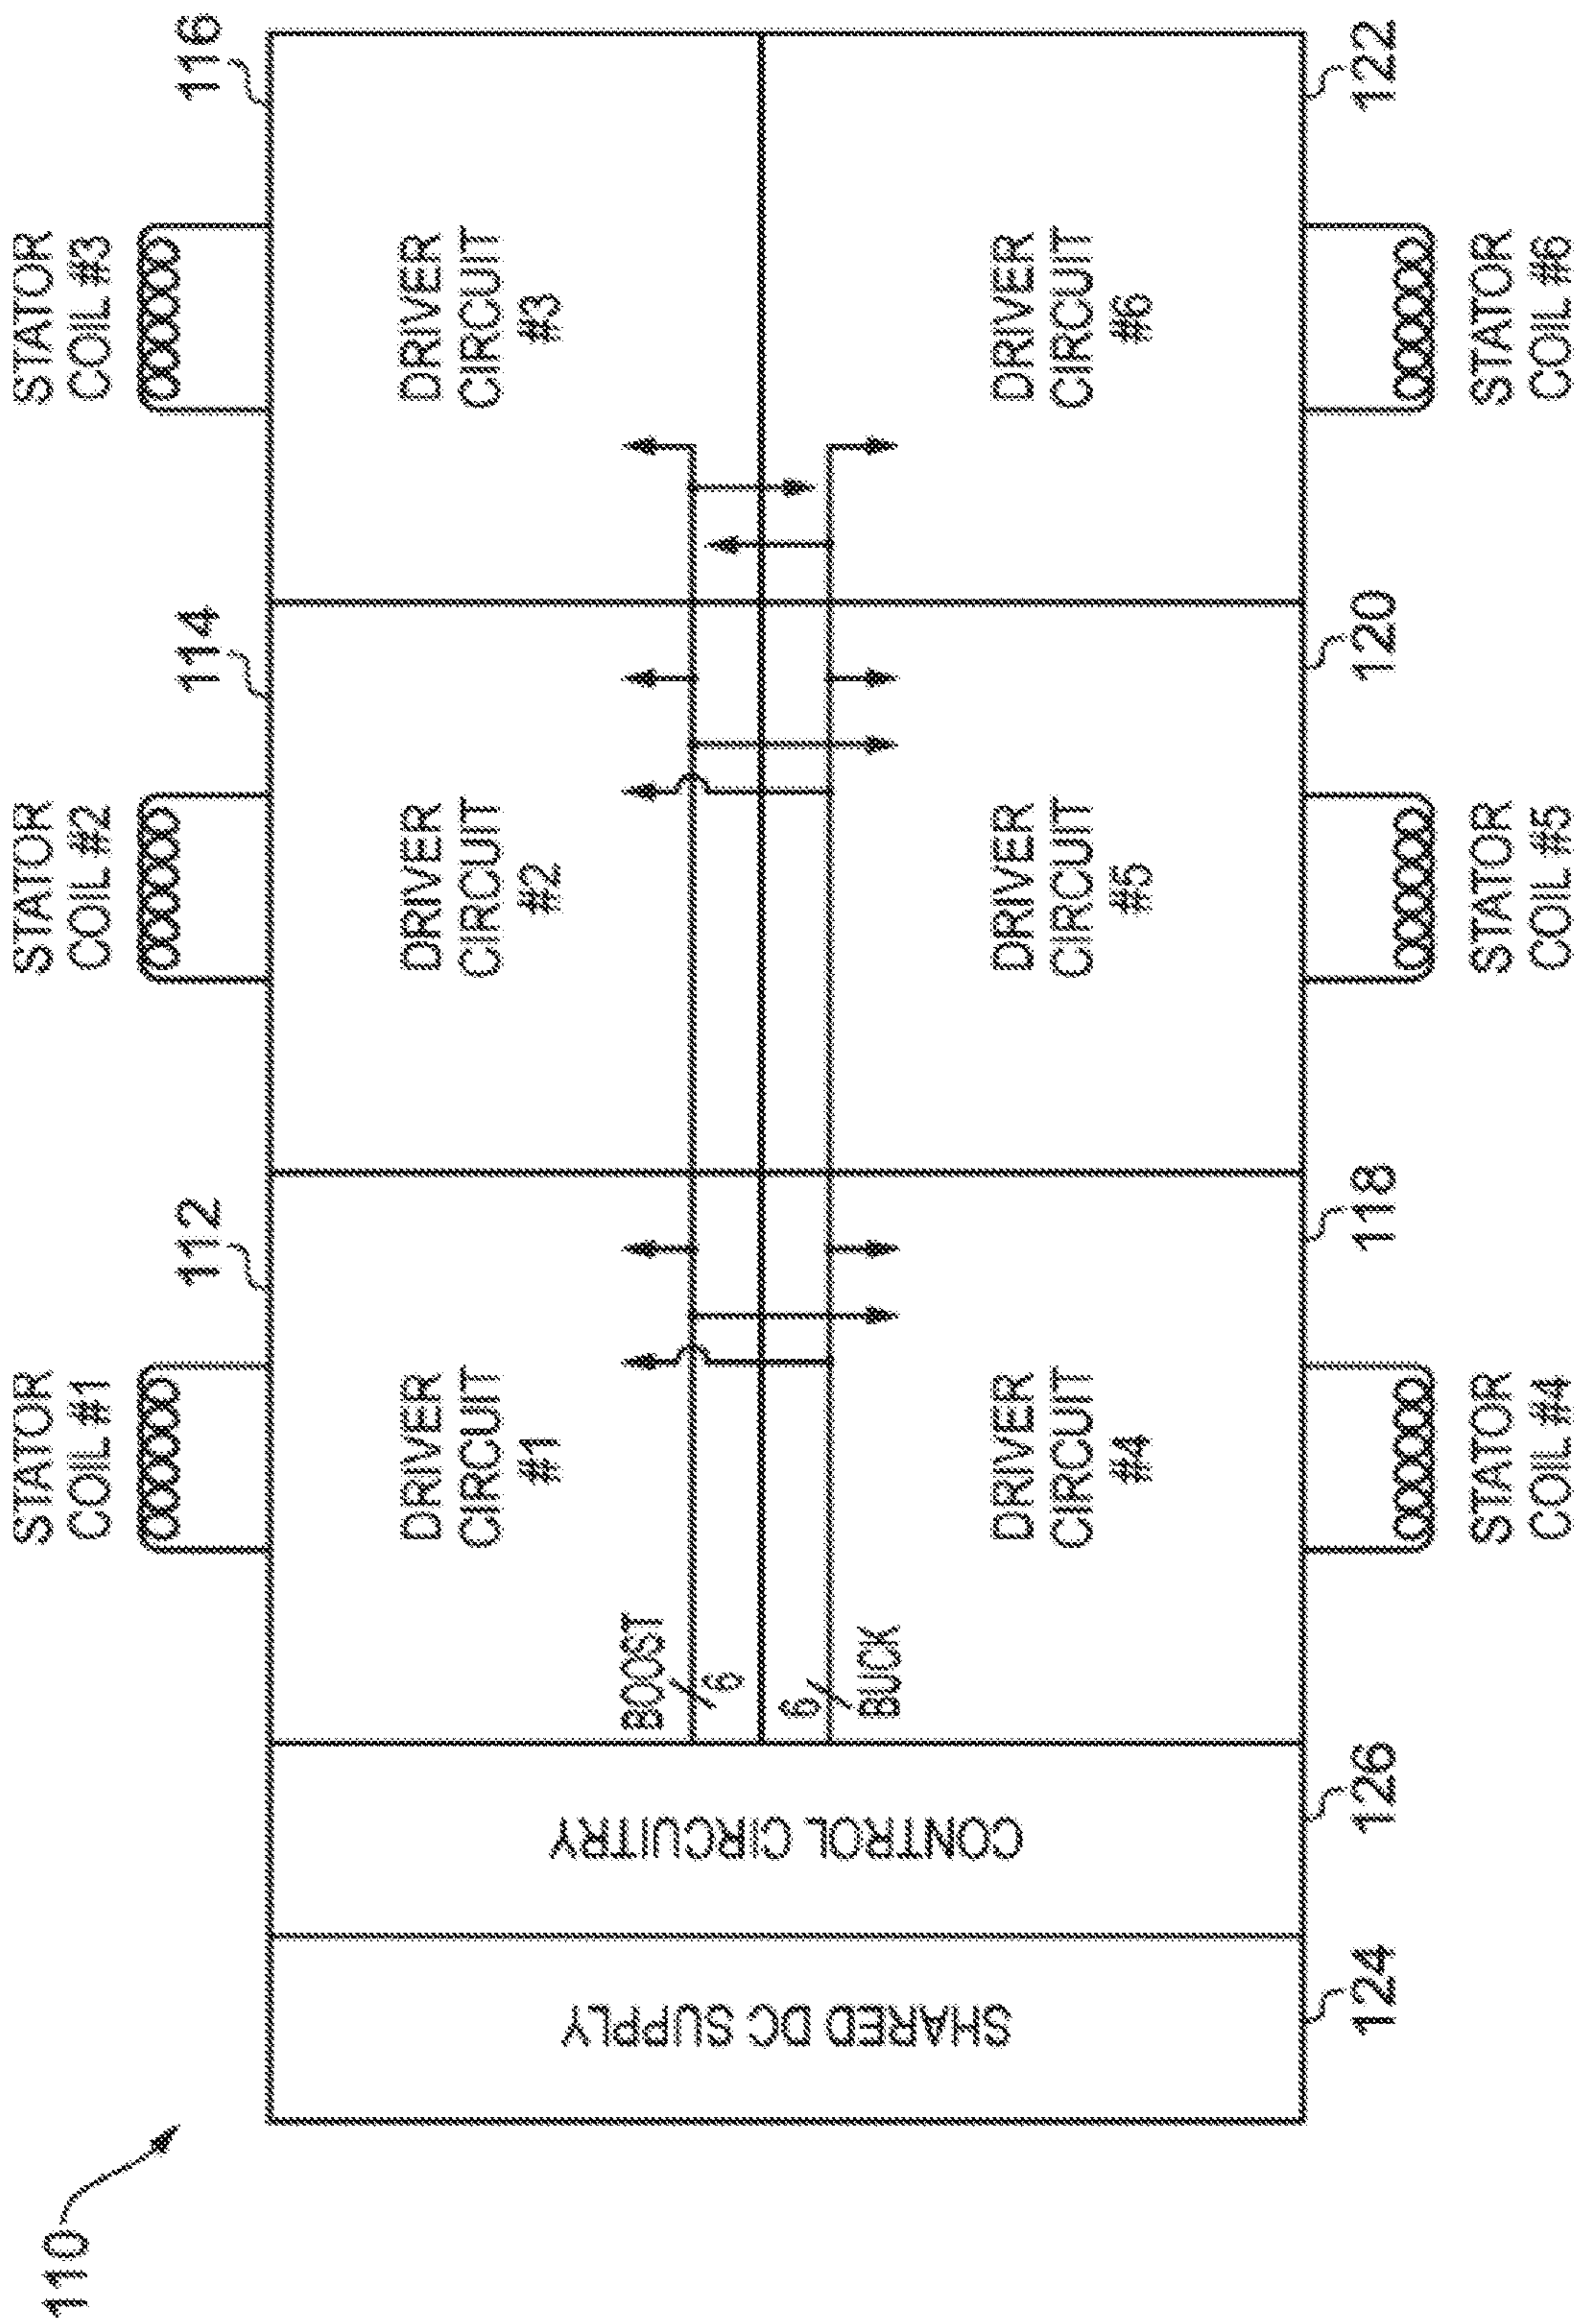 110
STATOR
COIL #1
STATOR
COIL #2
STATOR
COIL #3
112
114
116
SHARED DC SUPPLY
CONTROL CIRCUITRY
DRIVER
CIRCUIT
#1
DRIVER
CIRCUIT
#2
DRIVER
CIRCUIT
#3
BOOST
6
6
BUCK
DRIVER
CIRCUIT
#4
DRIVER
CIRCUIT
#5
DRIVER
CIRCUIT
#6
124
126
118
120
122
STATOR
COIL #4
STATOR
COIL #5
STATOR
COIL #6